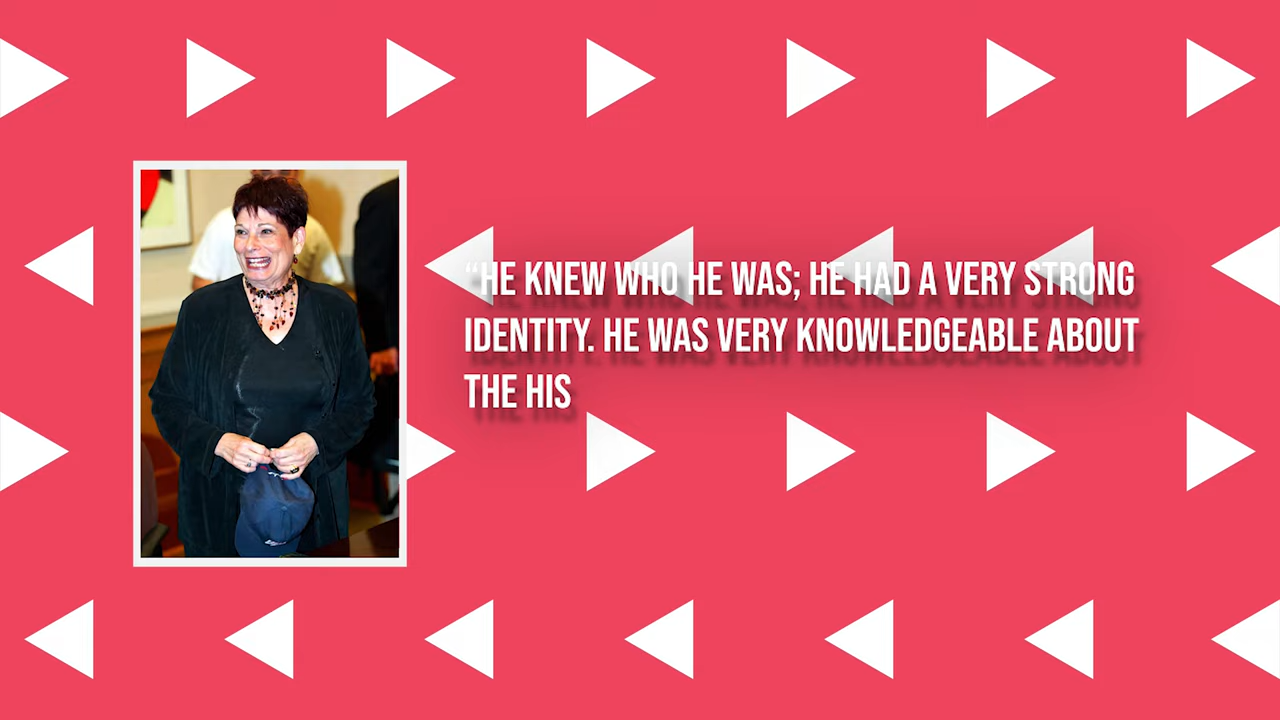 “HE KNEW WHO HE WAS; HE HAD A VERY STRONG
IDENTITY. HE WAS VERY KNOWLEDGEABLE ABOUT
THE HIS